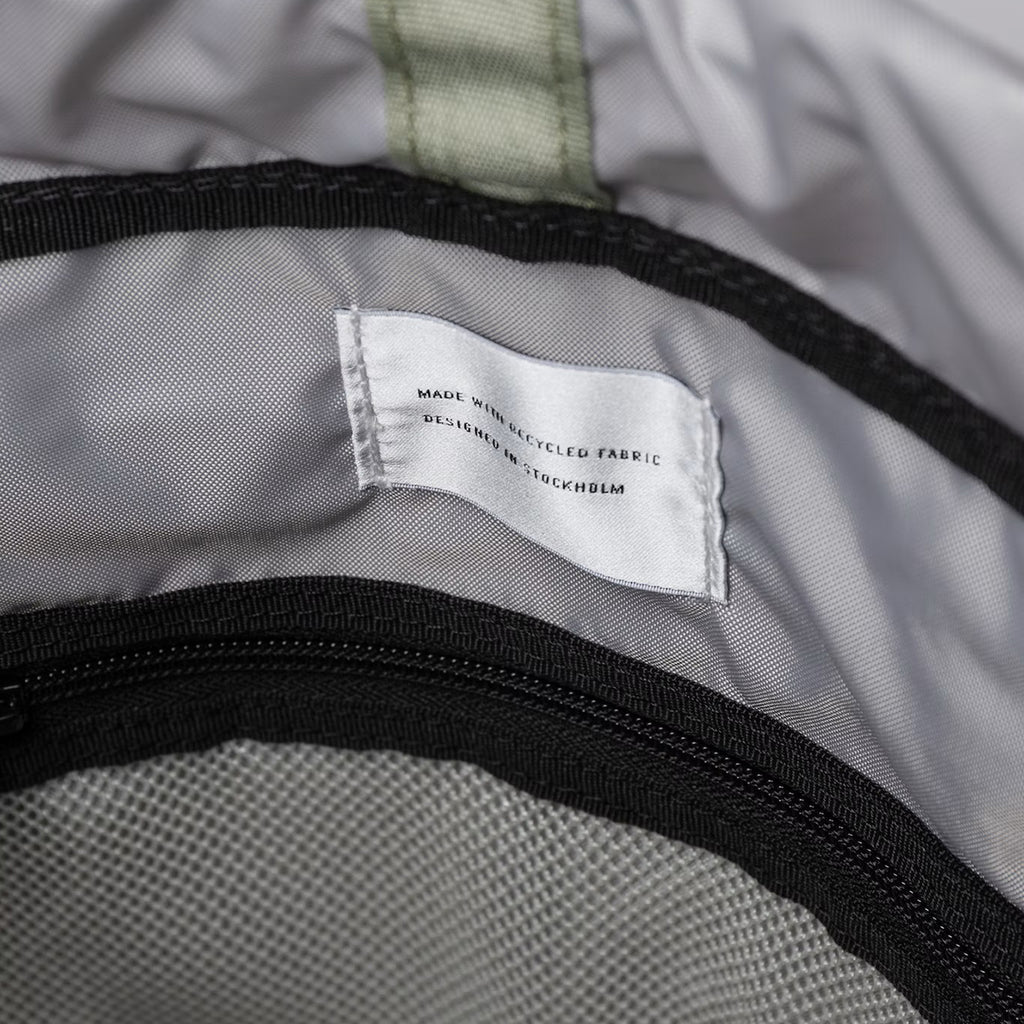 MADE WITH RECYCLED FABRIC
DESIGNED IN STOCKHOLM